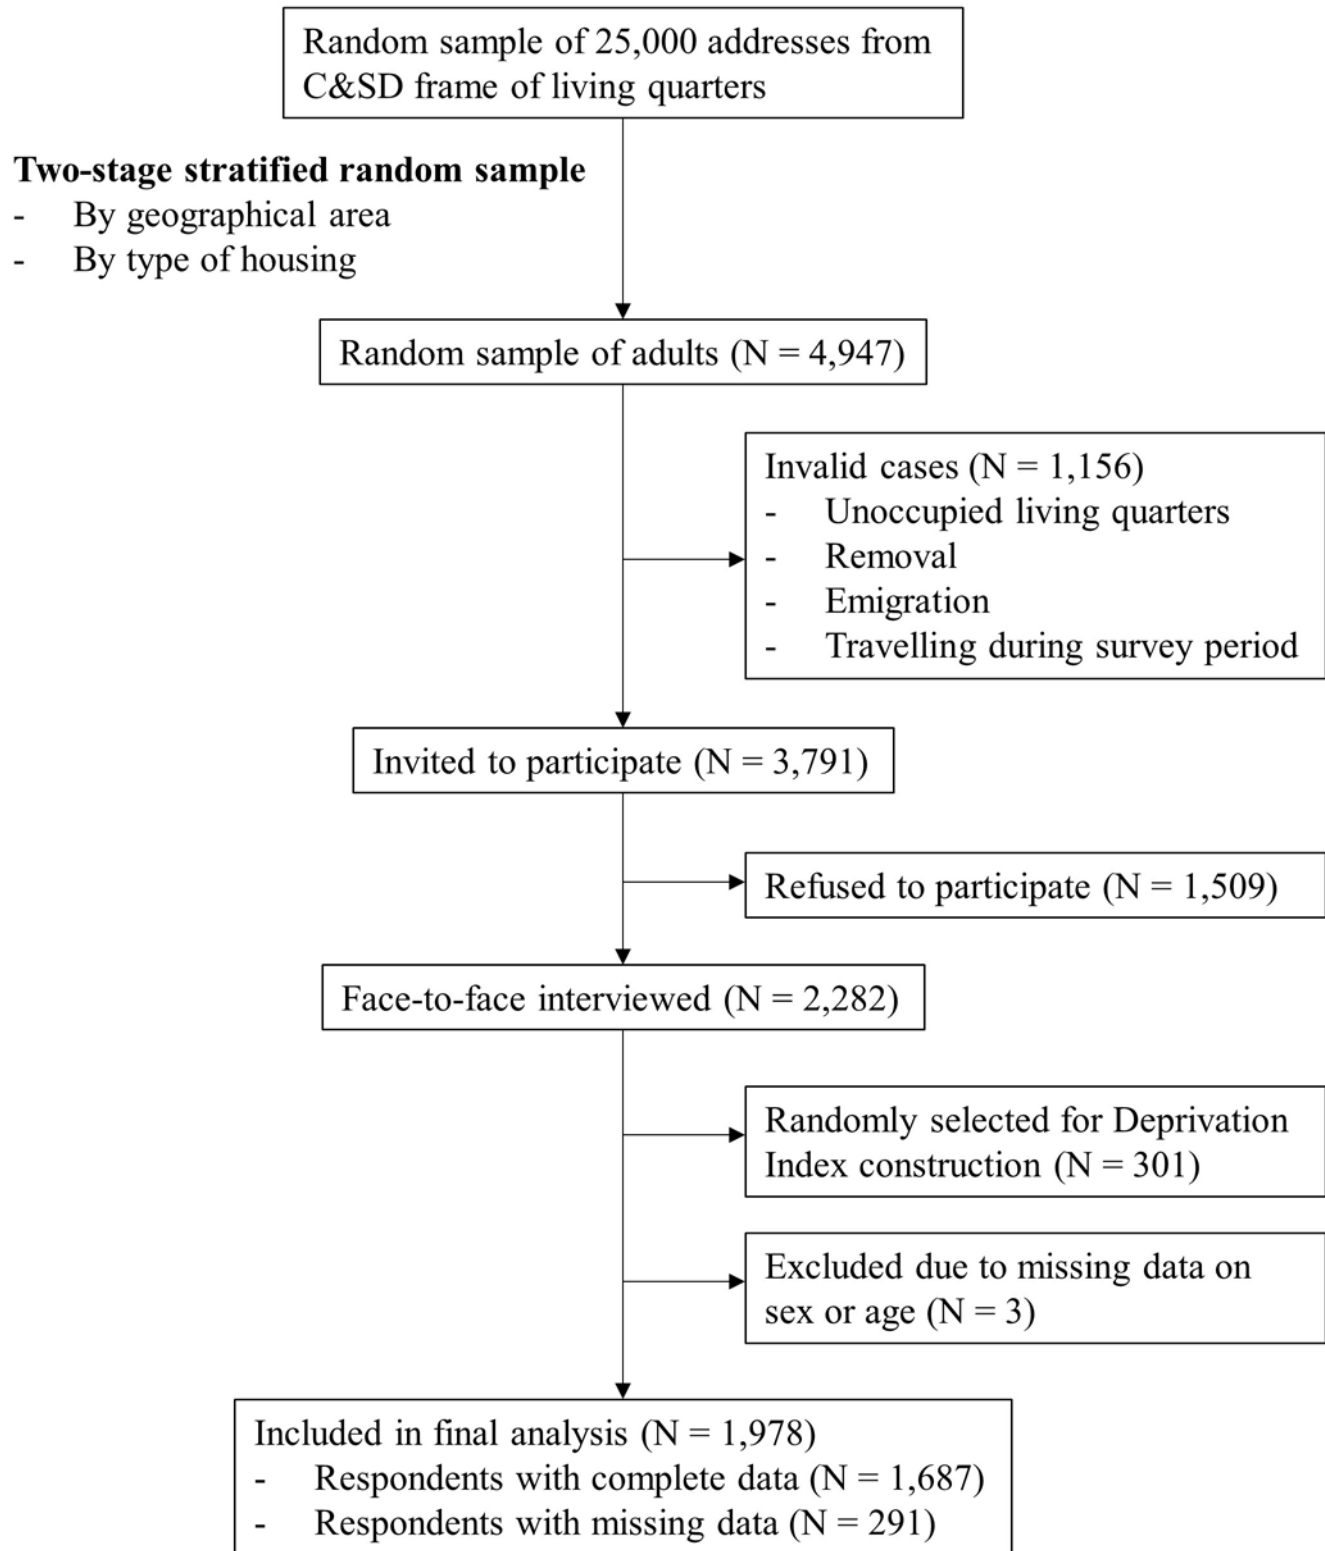 Random sample of 25,000 addresses from
C&SD frame of living quarters
Two-stage stratified random sample
- By geographical area
- By type of housing
Random sample of adults (N = 4,947)
Invalid cases (N = 1,156)
- Unoccupied living quarters
- Removal
- Emigration
- Travelling during survey period
Invited to participate (N = 3,791)
Refused to participate (N = 1,509)
Face-to-face interviewed (N = 2,282)
Randomly selected for Deprivation
Index construction (N = 301)
Excluded due to missing data on
sex or age (N = 3)
Included in final analysis (N = 1,978)
- Respondents with complete data (N = 1,687)
- Respondents with missing data (N = 291)